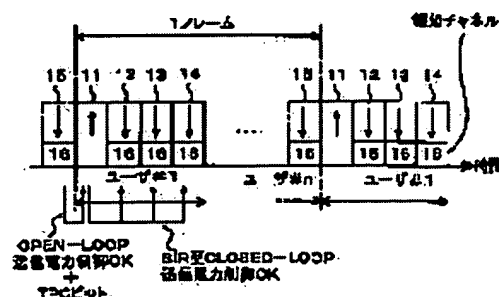 1フレーム
報知チャネル
15 11 12 13 14 15 11 12 13 14
16 16 16 16 16 16 16 16
時間
ユーザ#1 ユーザ#n ユーザ#1
OPEN-LOOP
送信電力制御OK
+
TPCビット
SIR型CLOSED-LOOP
送信電力制御OK